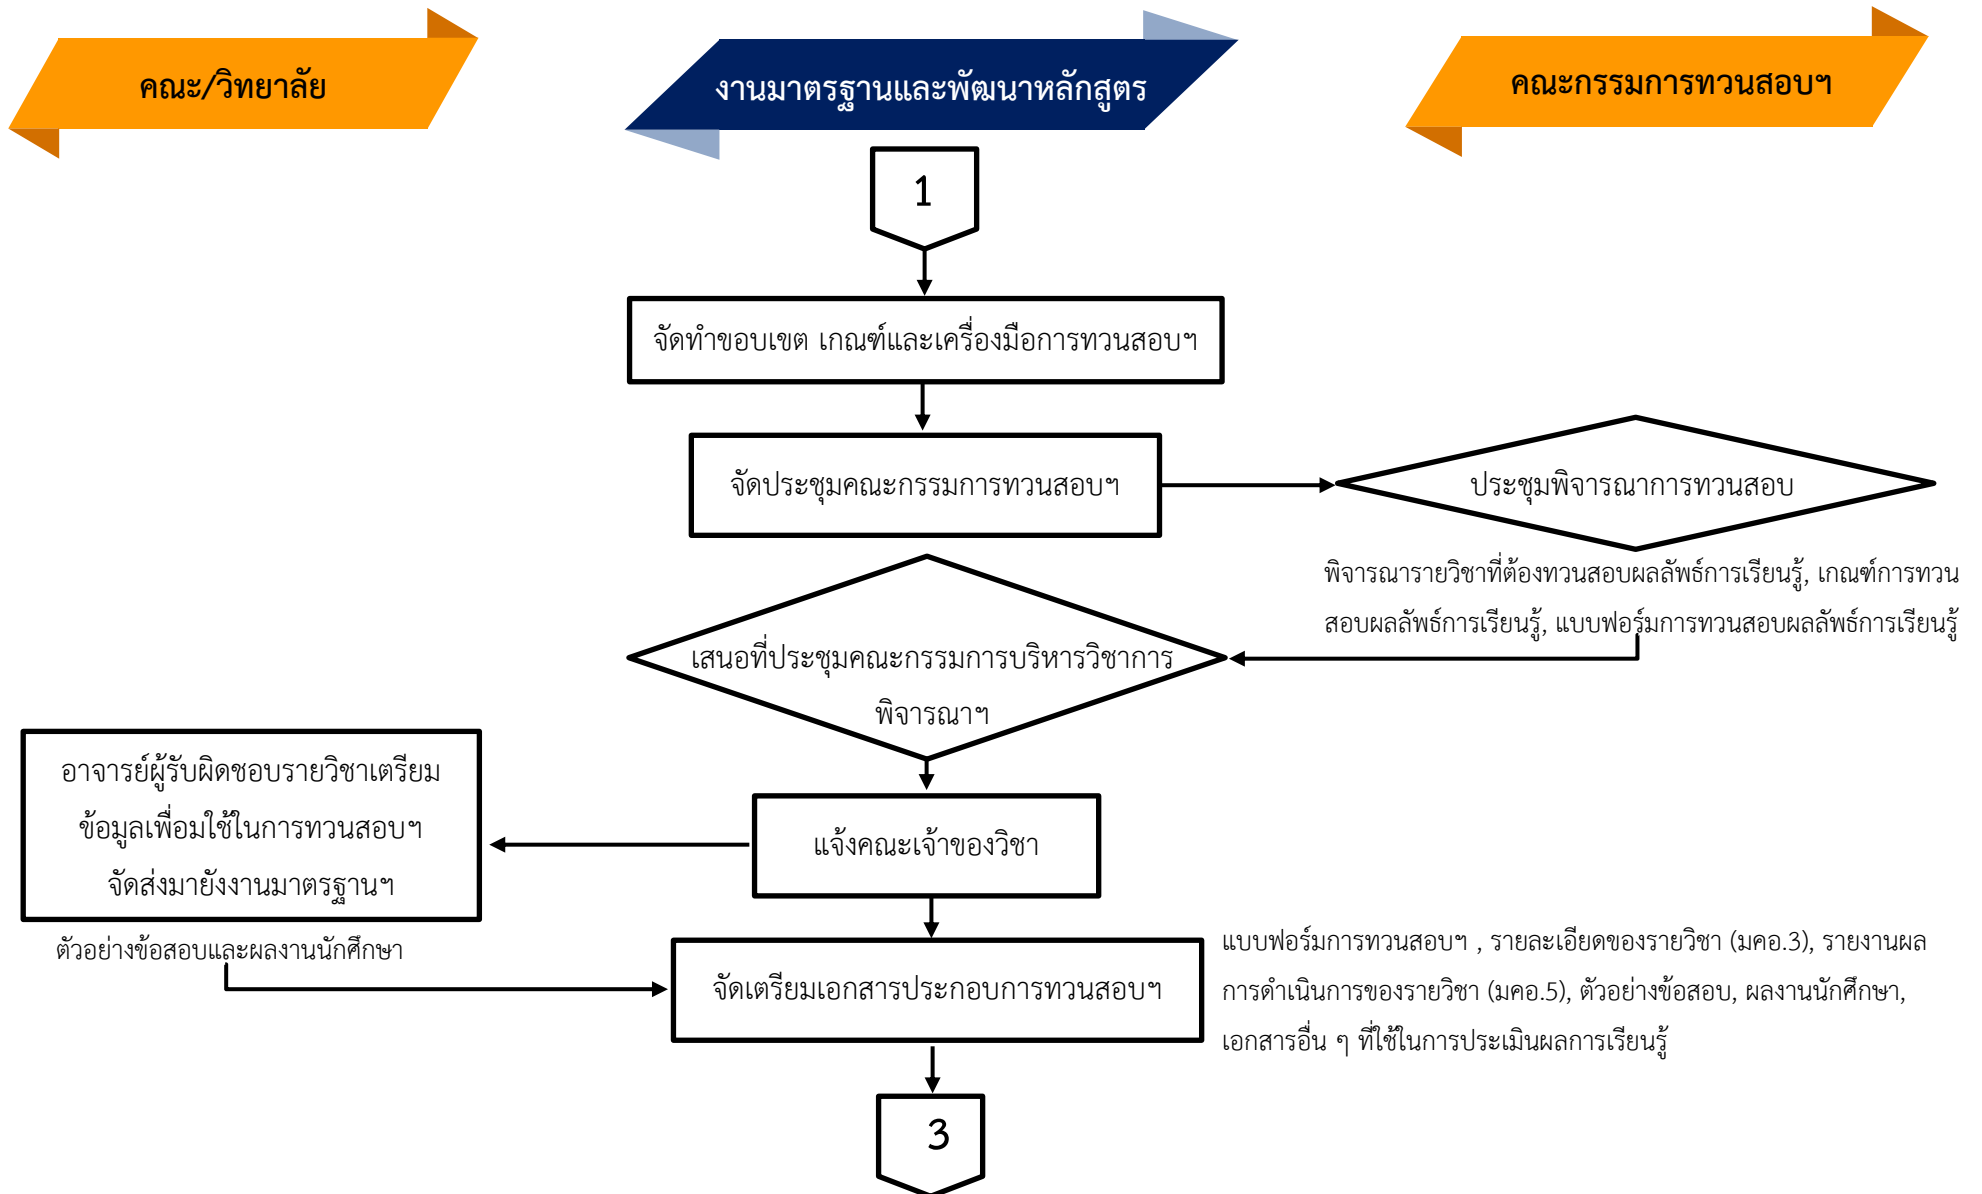 คณะ/วิทยาลัย
งานมาตรฐานและพัฒนาหลักสูตร
คณะกรรมการทวนสอบฯ
1
จัดทำขอบเขต เกณฑ์และเครื่องมือการทวนสอบฯ
จัดประชุมคณะกรรมการทวนสอบฯ
ประชุมพิจารณาการทวนสอบ
พิจารณารายวิชาที่ต้องทวนสอบผลลัพธ์การเรียนรู้, เกณฑ์การทวน
สอบผลลัพธ์การเรียนรู้, แบบฟอร์มการทวนสอบผลลัพธ์การเรียนรู้
เสนอที่ประชุมคณะกรรมการบริหารวิชาการ
พิจารณาฯ
อาจารย์ผู้รับผิดชอบรายวิชาเตรียม
ข้อมูลเพื่อมใช้ในการทวนสอบฯ
จัดส่งมายังงานมาตรฐานฯ
แจ้งคณะเจ้าของวิชา
ตัวอย่างข้อสอบและผลงานนักศึกษา
จัดเตรียมเอกสารประกอบการทวนสอบฯ
แบบฟอร์มการทวนสอบฯ , รายละเอียดของรายวิชา (มคอ.3), รายงานผล
การดำเนินการของรายวิชา (มคอ.5), ตัวอย่างข้อสอบ, ผลงานนักศึกษา,
เอกสารอื่น ๆ ที่ใช้ในการประเมินผลการเรียนรู้
3